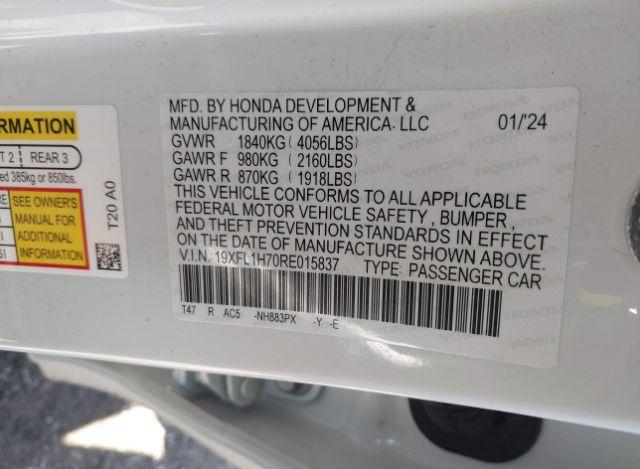 RMATION
T 2 REAR 3
ed 385kg or 850lbs.
RE SEE OWNER'S
MANUAL FOR
ADDITIONAL
SI INFORMATION
T20 A0
MFD. BY HONDA DEVELOPMENT &
MANUFACTURING OF AMERICA. LLC 01/'24
GVWR 1840KG (4056LBS)
GAWR F 980KG (2160LBS)
GAWR R 870KG (1918LBS)
THIS VEHICLE CONFORMS TO ALL APPLICABLE
FEDERAL MOTOR VEHICLE SAFETY, BUMPER,
AND THEFT PREVENTION STANDARDS IN EFFECT
ON THE DATE OF MANUFACTURE SHOWN ABOVE.
V.I.N.:19XFL1H70RE015837 TYPE: PASSENGER CAR
T47 R AC5 -NH883PX -Y -E